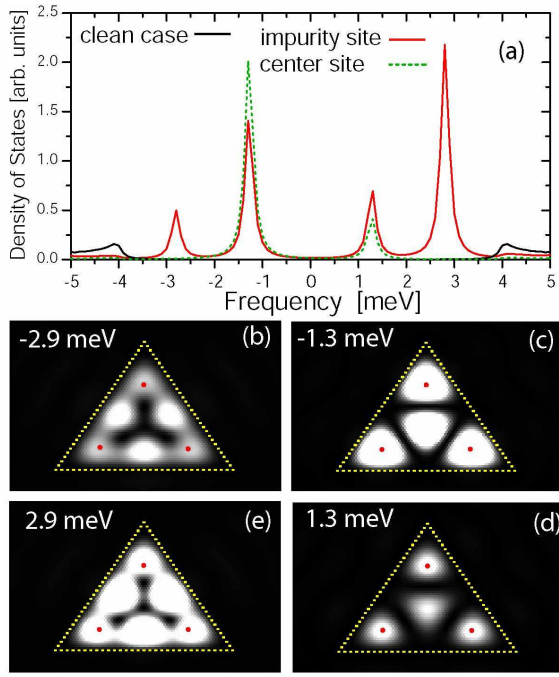 clean case
impurity site
center site
(a)
Density of States [arb. units]
2.5
2.0
1.5
1.0
0.5
0.0
-5 -4 -3 -2 -1 0 1 2 3 4 5
Frequency [meV]
-2.9 meV (b)
-1.3 meV (c)
2.9 meV (e)
1.3 meV (d)